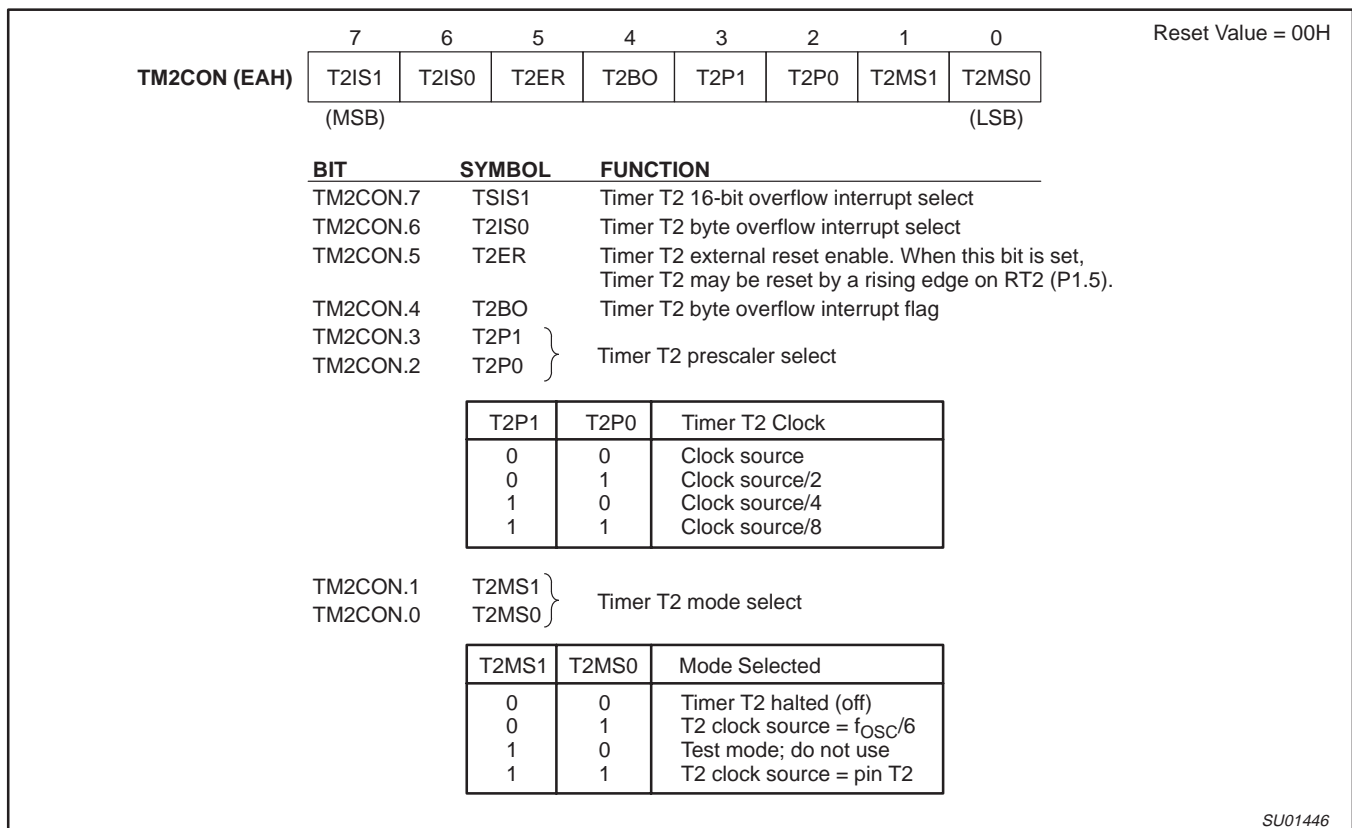 Reset Value = 00H
7 6 5 4 3 2 1 0
TM2CON (EAH) T2IS1 T2IS0 T2ER T2BO T2P1 T2P0 T2MS1 T2MS0
(MSB) (LSB)
BIT SYMBOL FUNCTION
TM2CON.7 TSIS1 Timer T2 16-bit overflow interrupt select
TM2CON.6 T2IS0 Timer T2 byte overflow interrupt select
TM2CON.5 T2ER Timer T2 external reset enable. When this bit is set,
Timer T2 may be reset by a rising edge on RT2 (P1.5).
TM2CON.4 T2BO Timer T2 byte overflow interrupt flag
TM2CON.3 T2P1
Timer T2 prescaler select
TM2CON.2 T2P0
T2P1 T2P0 Timer T2 Clock
0 0 Clock source
0 1 Clock source/2
1 0 Clock source/4
1 1 Clock source/8
TM2CON.1 T2MS1
Timer T2 mode select
TM2CON.0 T2MS0
T2MS1 T2MS0 Mode Selected
0 0 Timer T2 halted (off)
0 1 T2 clock source = fOSC/6
1 0 Test mode; do not use
1 1 T2 clock source = pin T2
SU01446